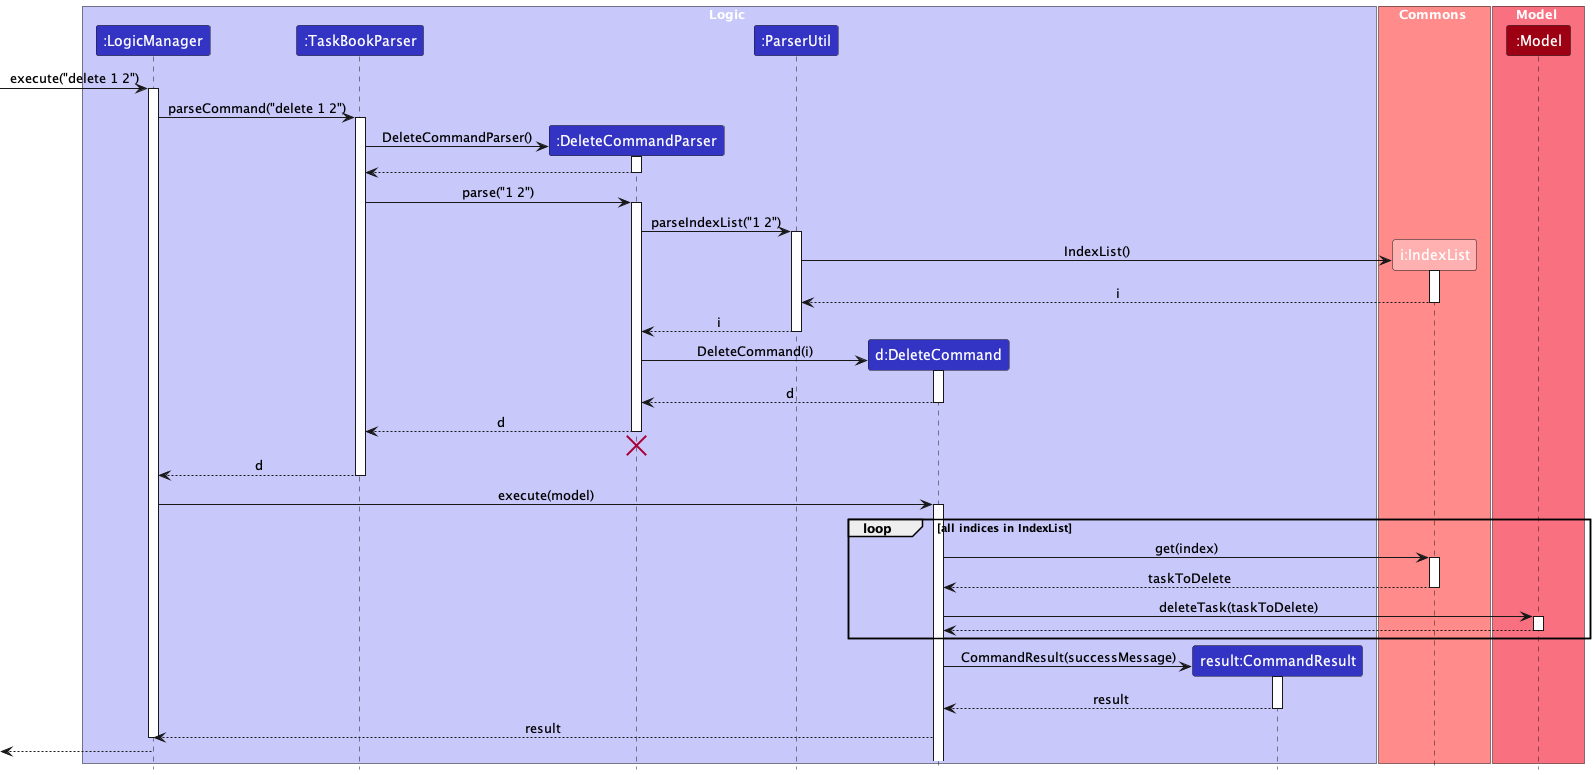 Logic
Commons
Model
:LogicManager
:TaskBookParser
:ParserUtil
:Model
execute("delete 1 2")
parseCommand("delete 1 2")
DeleteCommandParser()
:DeleteCommandParser
parse("1 2")
parseIndexList("1 2")
IndexList()
i:IndexList
i
i
DeleteCommand(i)
d:DeleteCommand
d
d
d
execute(model)
loop
[all indices in IndexList]
get(index)
taskToDelete
deleteTask(taskToDelete)
CommandResult(successMessage)
result:CommandResult
result
result